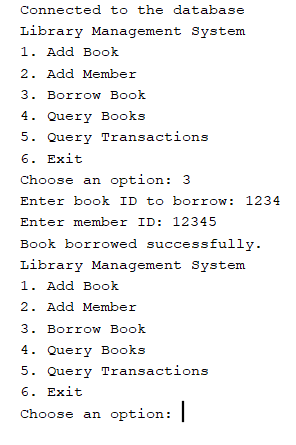 Connected to the database
Library Management System
1. Add Book
2. Add Member
3. Borrow Book
4. Query Books
5. Query Transactions
6. Exit
Choose an option: 3
Enter book ID to borrow: 1234
Enter member ID: 12345
Book borrowed successfully.
Library Management System
1. Add Book
2. Add Member
3. Borrow Book
4. Query Books
5. Query Transactions
6. Exit
Choose an option: